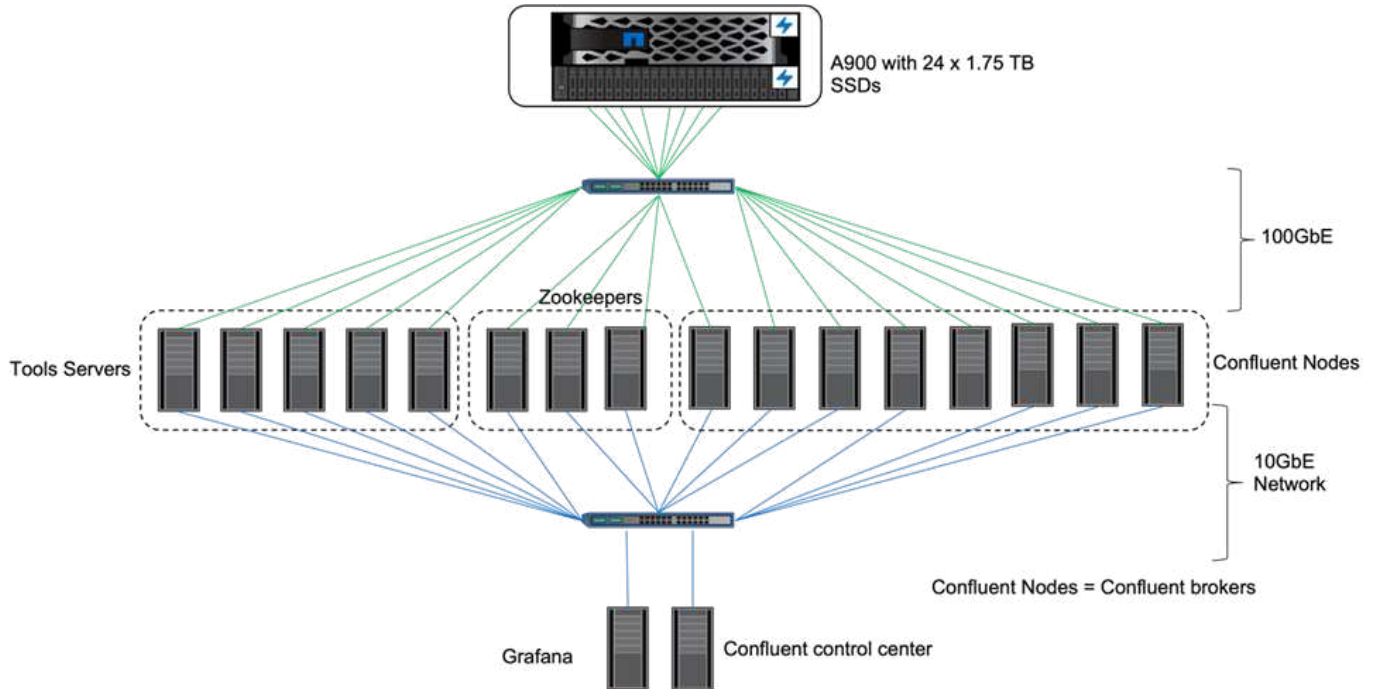 A900 with 24 x 1.75 TB
SSDs
100GbE
Zookeepers
Tools Servers
Confluent Nodes
10GbE
Network
Confluent Nodes = Confluent brokers
Grafana
Confluent control center